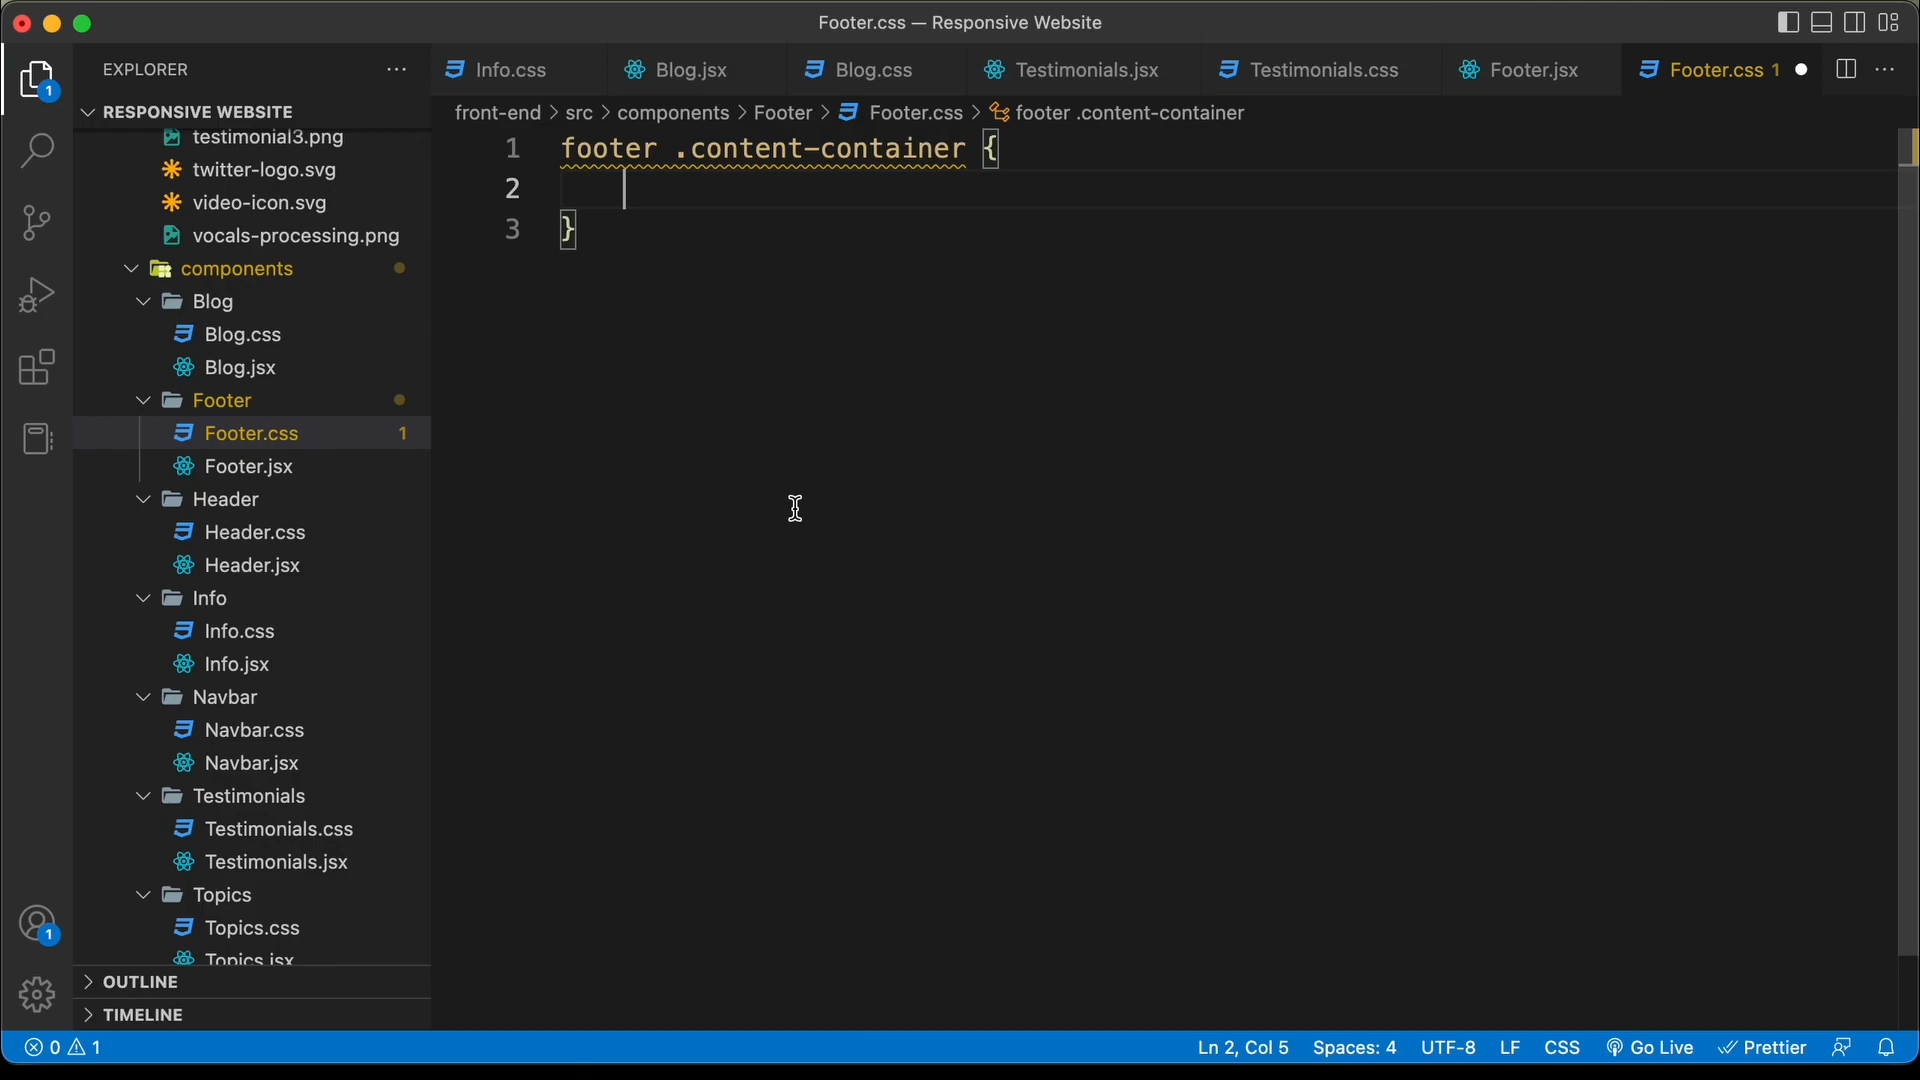 Footer.css — Responsive Website
EXPLORER
Info.css
Blog.jsx
Blog.css
Testimonials.jsx
Testimonials.css
Footer.jsx
Footer.css 1
1
RESPONSIVE WEBSITE
front-end > src > components > Footer > Footer.css > footer .content-container
testimonial3.png
twitter-logo.svg
video-icon.svg
vocals-processing.png
components
Blog
Blog.css
Blog.jsx
Footer
Footer.css 1
Footer.jsx
Header
Header.css
Header.jsx
Info
Info.css
Info.jsx
Navbar
Navbar.css
Navbar.jsx
Testimonials
Testimonials.css
Testimonials.jsx
Topics
Topics.css
Topics.jsx
1
OUTLINE
TIMELINE
1 footer .content-container {
2
3 }
0 1
Ln 2, Col 5
Spaces: 4
UTF-8
LF
CSS
Go Live
Prettier